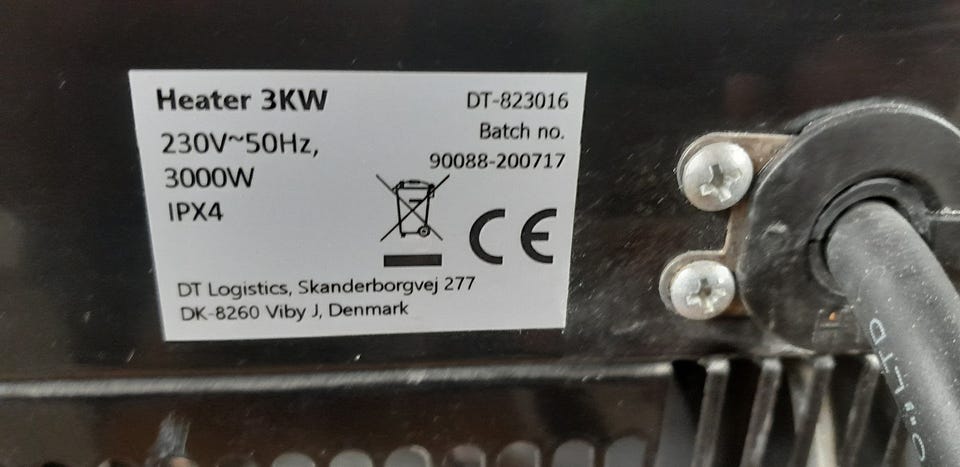 Heater 3KW
230V~50Hz,
3000W
IPX4
DT-823016
Batch no.
90088-200717
CE
DT Logistics, Skanderborgvej 277
DK-8260 Viby J, Denmark